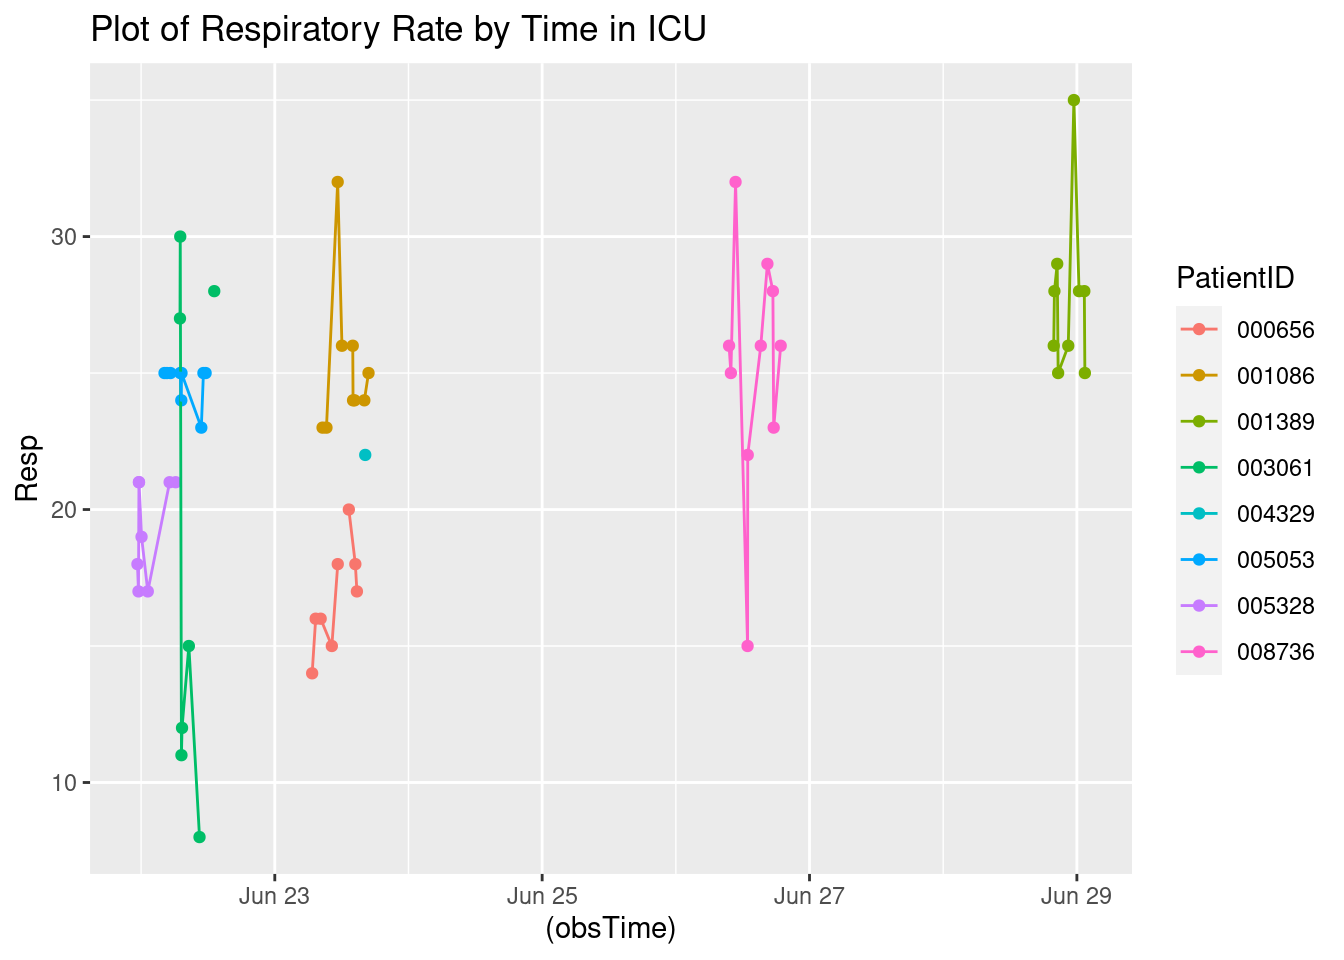 Plot of Respiratory Rate by Time in ICU
Resp
30
20
10
Jun 23
Jun 25
Jun 27
Jun 29
(obsTime)
PatientID
000656
001086
001389
003061
004329
005053
005328
008736